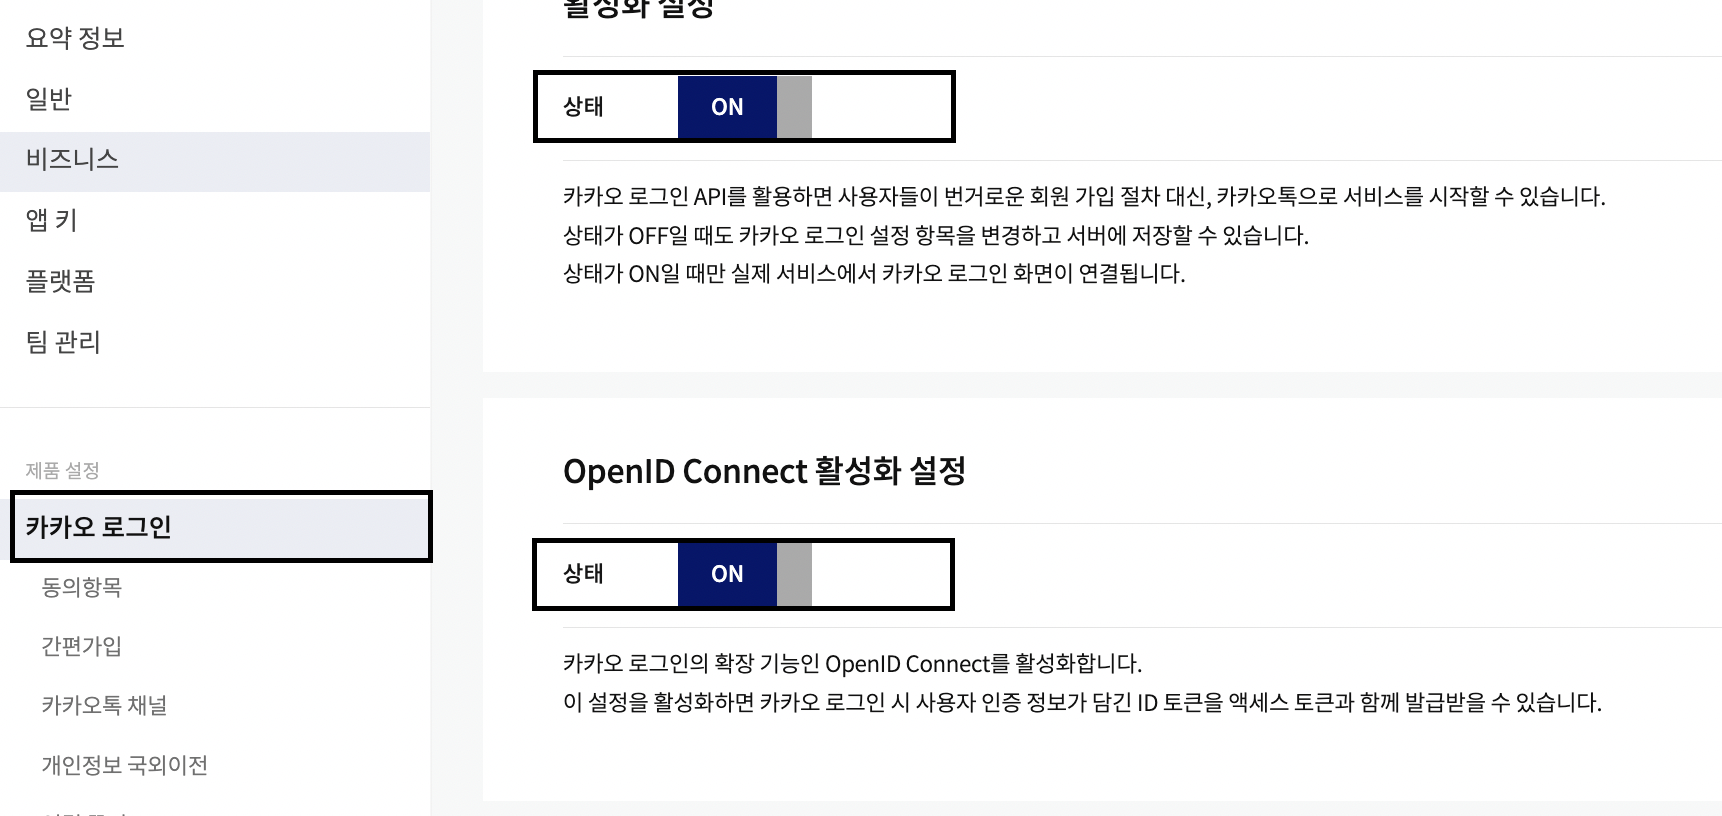 요약 정보
일반
비즈니스
앱 키
플랫폼
팀 관리
제품 설정
카카오 로그인
동의항목
간편가입
카카오톡 채널
개인정보 국외이전
활성화 설정
상태
ON
카카오 로그인 API를 활용하면 사용자들이 번거로운 회원 가입 절차 대신, 카카오톡으로 서비스를 시작할 수 있습니다.
상태가 OFF일 때도 카카오 로그인 설정 항목을 변경하고 서버에 저장할 수 있습니다.
상태가 ON일 때만 실제 서비스에서 카카오 로그인 화면이 연결됩니다.
OpenID Connect 활성화 설정
상태
ON
카카오 로그인의 확장 기능인 OpenID Connect를 활성화합니다.
이 설정을 활성화하면 카카오 로그인 시 사용자 인증 정보가 담긴 ID 토큰을 액세스 토큰과 함께 발급받을 수 있습니다.